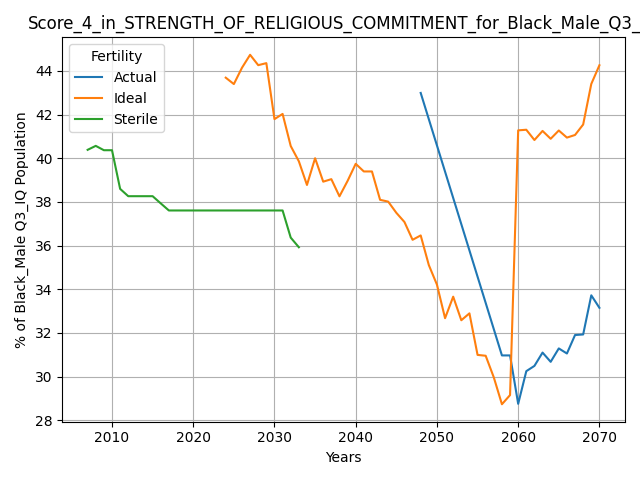 Score_4_in_STRENGTH_OF_RELIGIOUS_COMMITMENT_for_Black_Male_Q3_
Fertility
Actual
Ideal
Sterile
% of Black_Male Q3_IQ Population
44
42
40
38
36
34
32
30
28
2010 2020 2030 2040 2050 2060 2070
Years